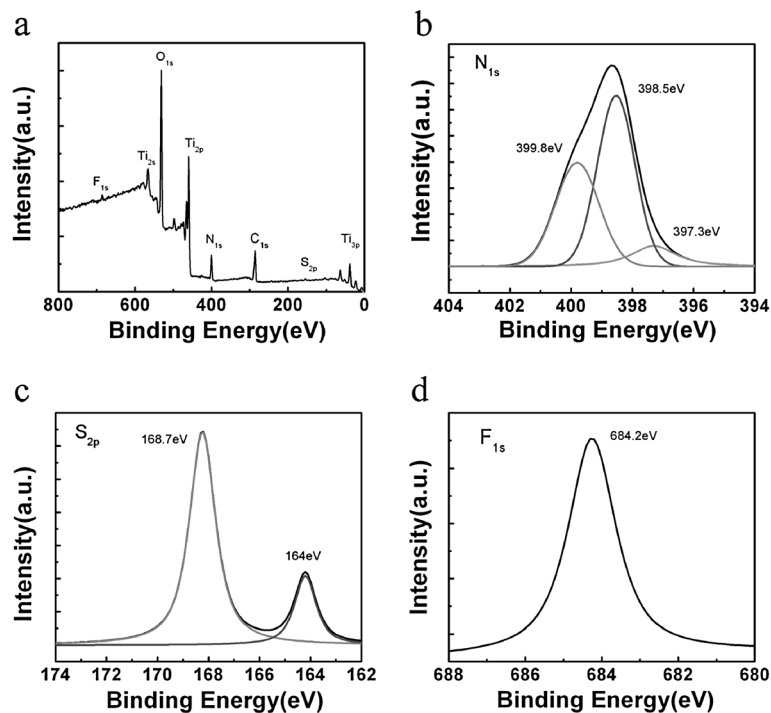 a
Intensity(a.u.)
O1s
Ti2s
Ti2p
F1s
N1s
C1s
S2p
Ti3p
800 600 400 200 0
Binding Energy(eV)
b
Intensity(a.u.)
N1s
398.5eV
399.8eV
397.3eV
404 402 400 398 396 394
Binding Energy(eV)
c
Intensity(a.u.)
S2p
168.7eV
164eV
174 172 170 168 166 164 162
Binding Energy(eV)
d
Intensity(a.u.)
F1s
684.2eV
688 686 684 682 680
Binding Energy(eV)